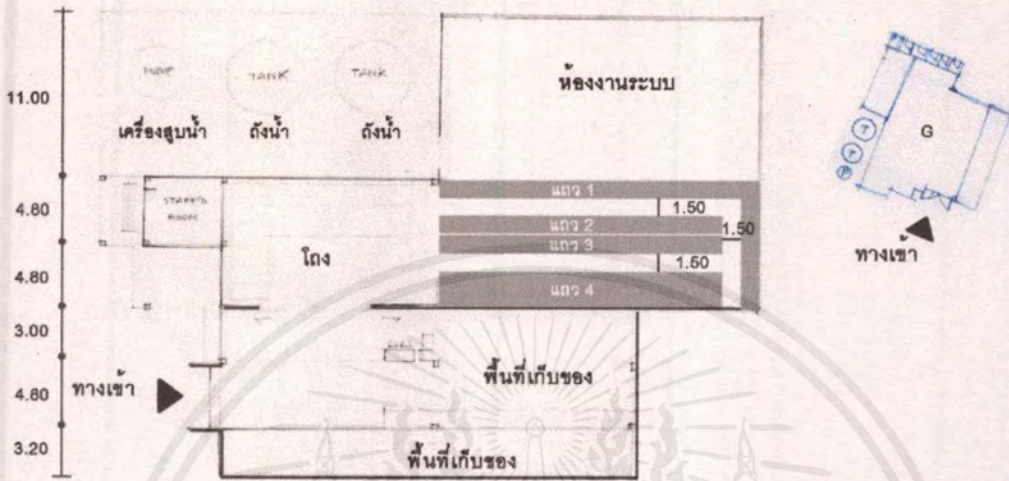 11.00
PUMP
TANK
TANK
เครื่องสูบน้ำ
ถังน้ำ
ถังน้ำ
ห้องงานระบบ
G
ทางเข้า
4.80
STAFF'S
ROOM
โถง
แถว 1
1.50
แถว 2
1.50
แถว 3
1.50
แถว 4
4.80
3.00
4.80
ทางเข้า
พื้นที่เก็บของ
3.20
พื้นที่เก็บของ
T
T
P